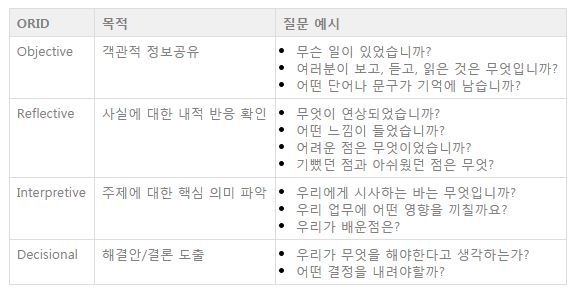 ORID 목적 질문 예시
Objective 객관적 정보공유
무슨 일이 있었습니까?
여러분이 보고, 듣고, 읽은 것은 무엇입니까?
어떤 단어나 문구가 기억에 남습니까?
Reflective 사실에 대한 내적 반응 확인
무엇이 연상되었습니까?
어떤 느낌이 들었습니까?
어려운 점은 무엇이었습니까?
기뻤던 점과 아쉬웠던 점은 무엇?
Interpretive 주제에 대한 핵심 의미 파악
우리에게 시사하는 바는 무엇입니까?
우리 업무에 어떤 영향을 끼칠까요?
우리가 배운점은?
Decisional 해결안/결론 도출
우리가 무엇을 해야한다고 생각하는가?
어떤 결정을 내려야할까?